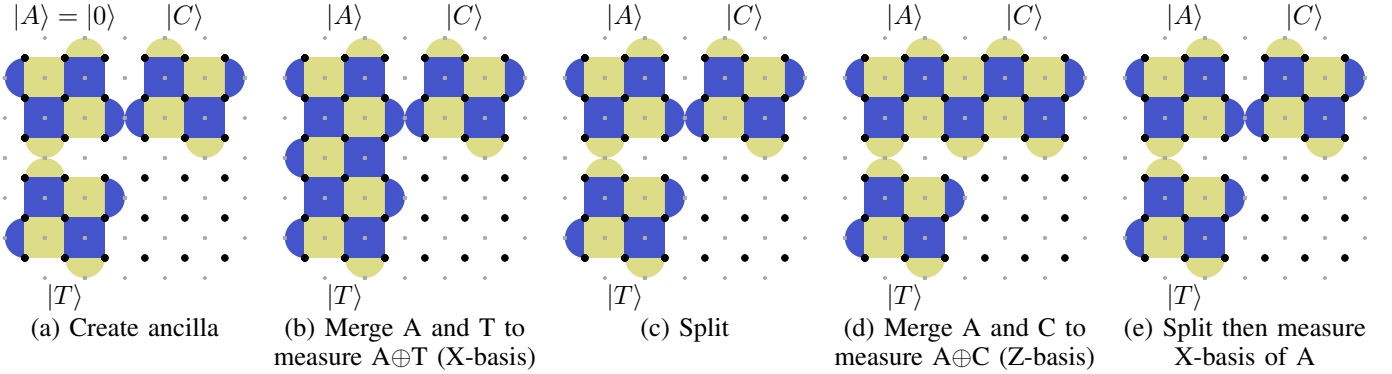 |A⟩ = |0⟩ |C⟩ |A⟩ |C⟩ |A⟩ |C⟩ |A⟩ |C⟩ |A⟩ |C⟩
|T⟩ |T⟩ |T⟩ |T⟩ |T⟩
(a) Create ancilla
(b) Merge A and T to
measure A⊕T (X-basis)
(c) Split
(d) Merge A and C to
measure A⊕C (Z-basis)
(e) Split then measure
X-basis of A